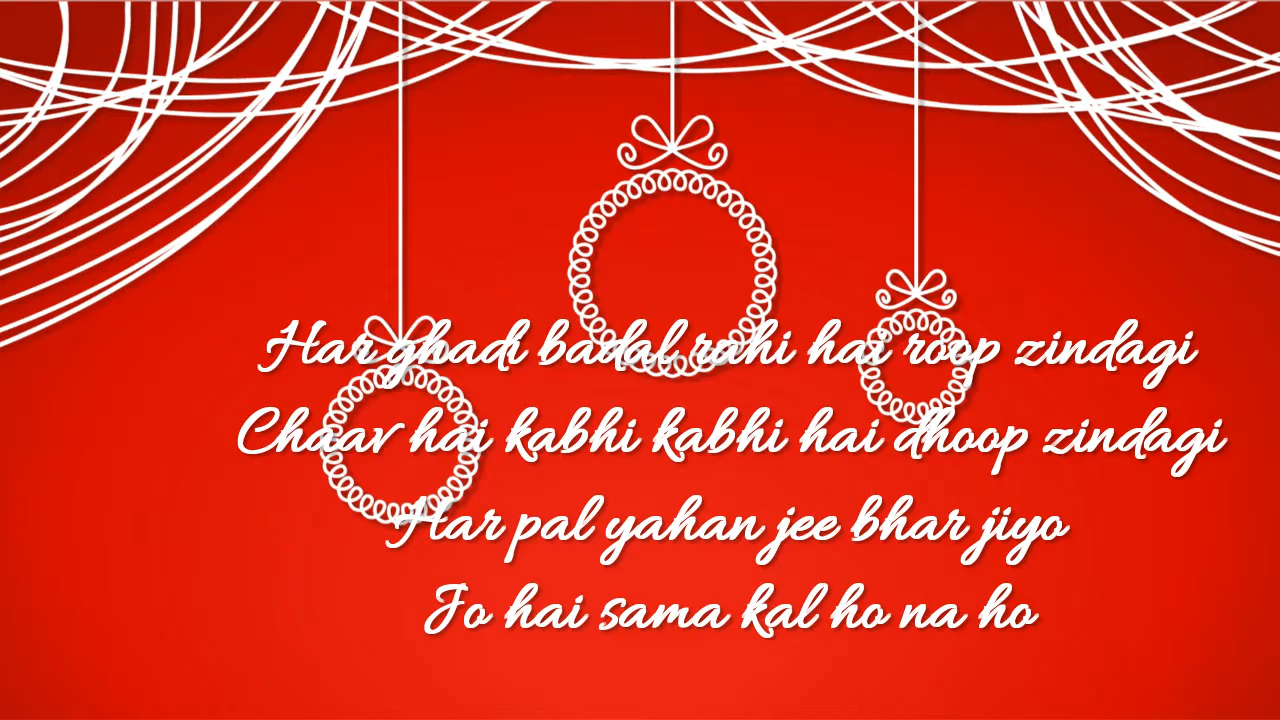 Har ghadi badal rahi hai roop zindagi
Chaav hai kabhi kabhi hai dhoop zindagi
Har pal yahan jee bhar jiyo
Jo hai sama kal ho na ho